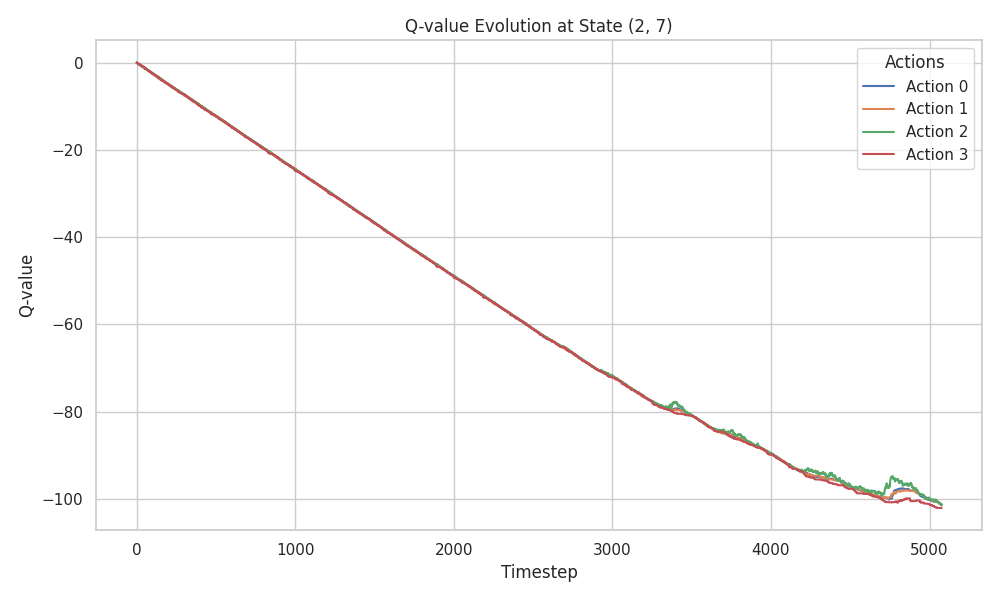 Q-value Evolution at State (2, 7)
Actions
Action 0
Action 1
Action 2
Action 3
Q-value
0
−20
−40
−60
−80
−100
0 1000 2000 3000 4000 5000
Timestep